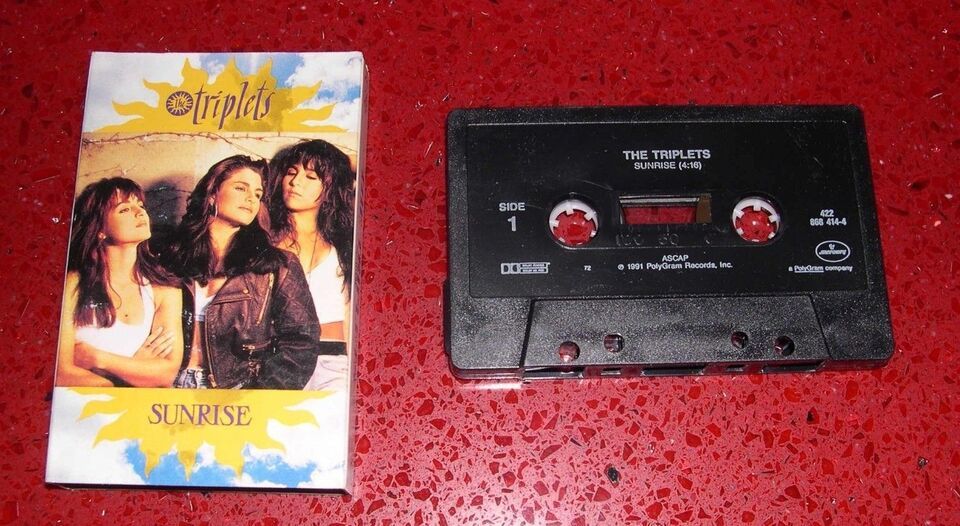 the triplets
SUNRISE
THE TRIPLETS
SUNRISE (4:16)
SIDE
1
422
868 414-4
ASCAP
℗ 1991 PolyGram Records, Inc.
72
mercury
a PolyGram company